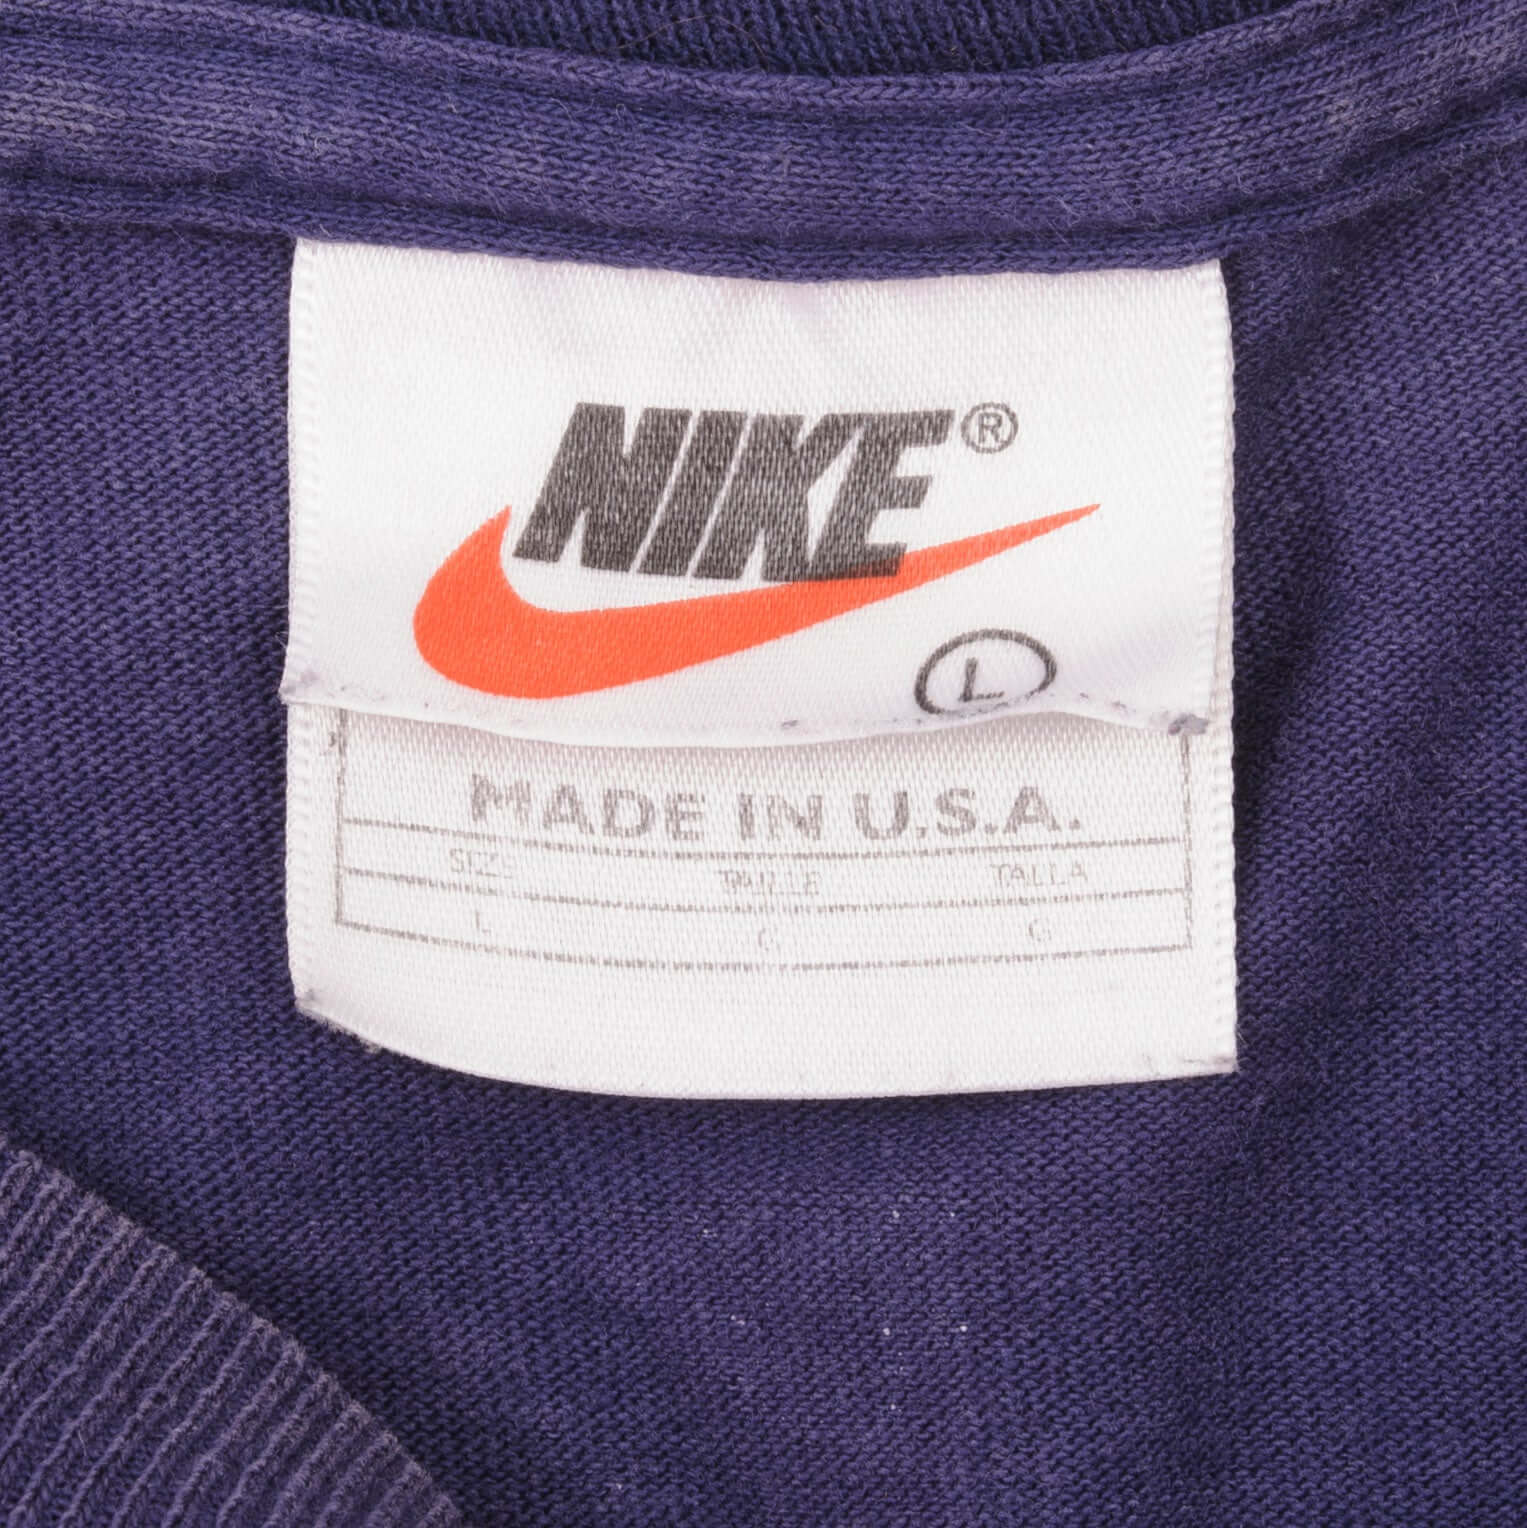 NIKE®
L
MADE IN U.S.A.
SIZE TAILLE TALLA
L G G